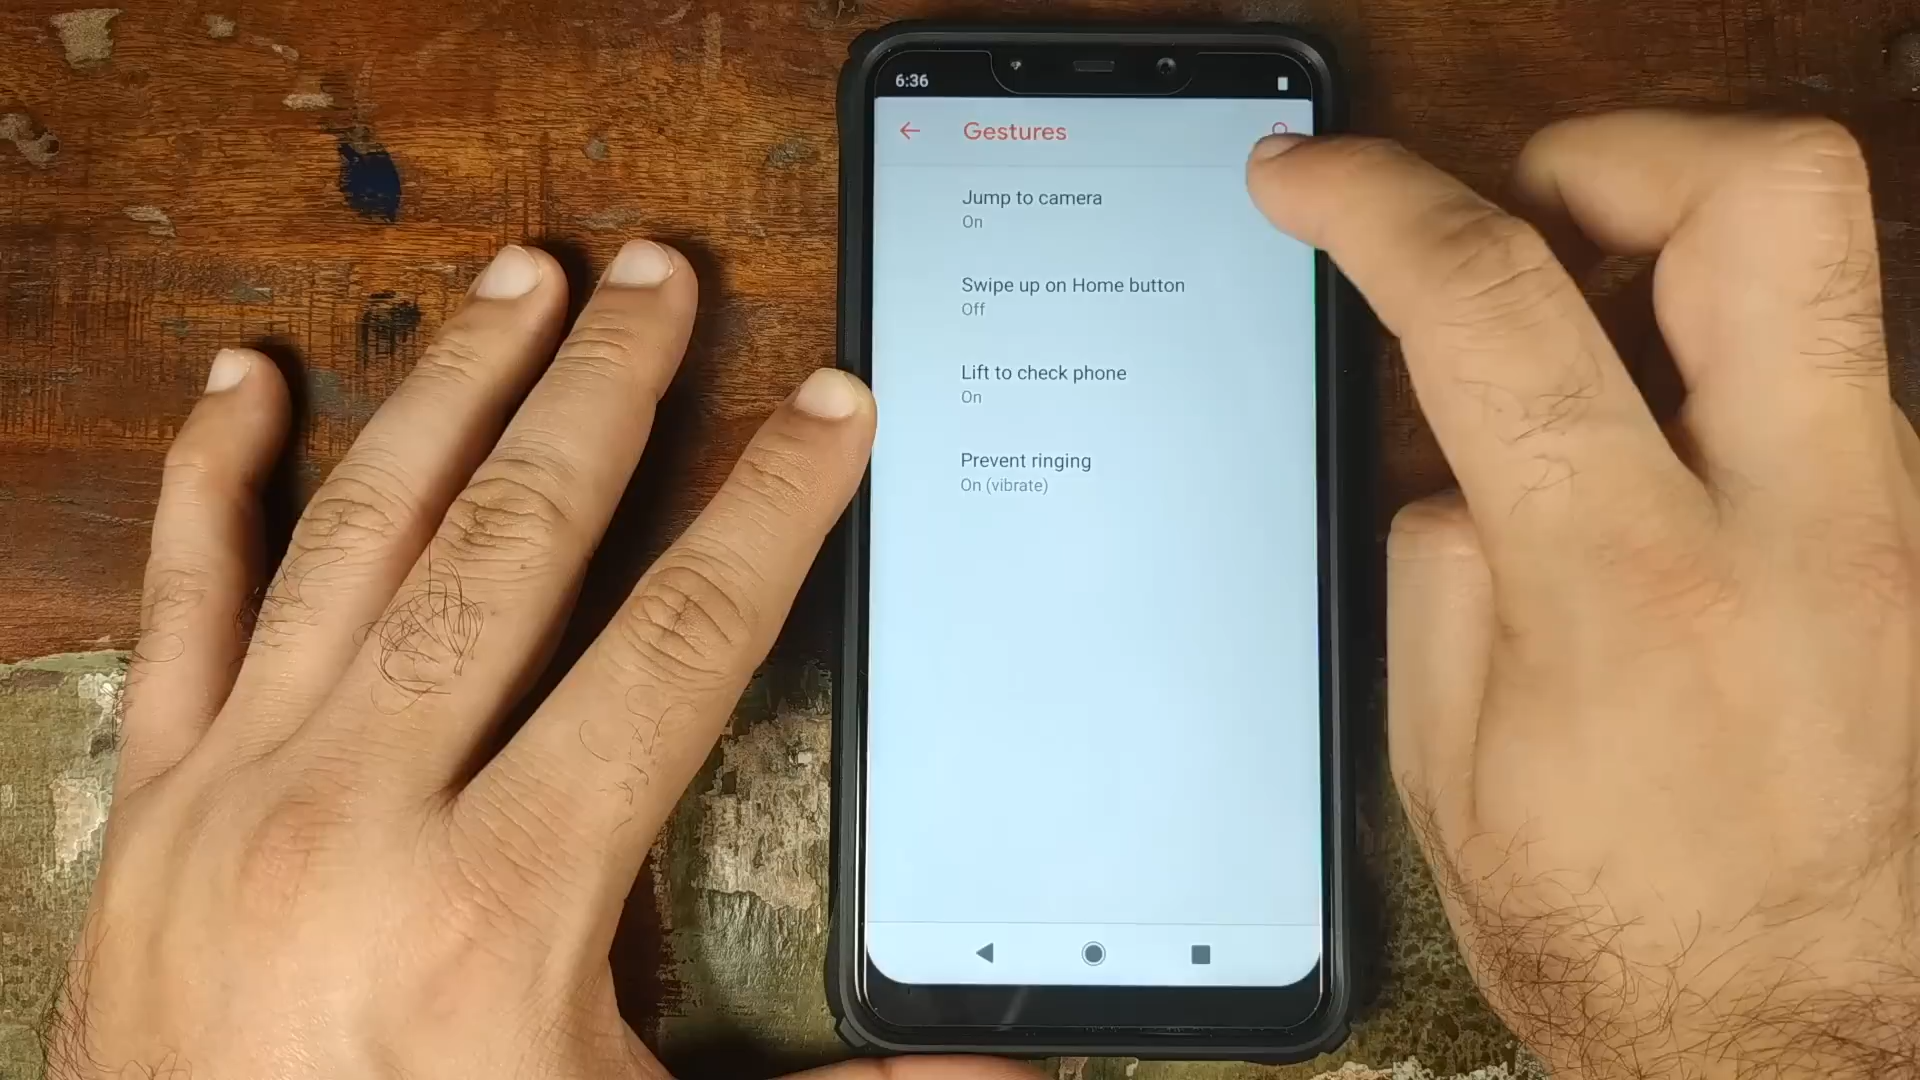 6:36
Gestures
Jump to camera
On
Swipe up on Home button
Off
Lift to check phone
On
Prevent ringing
On (vibrate)